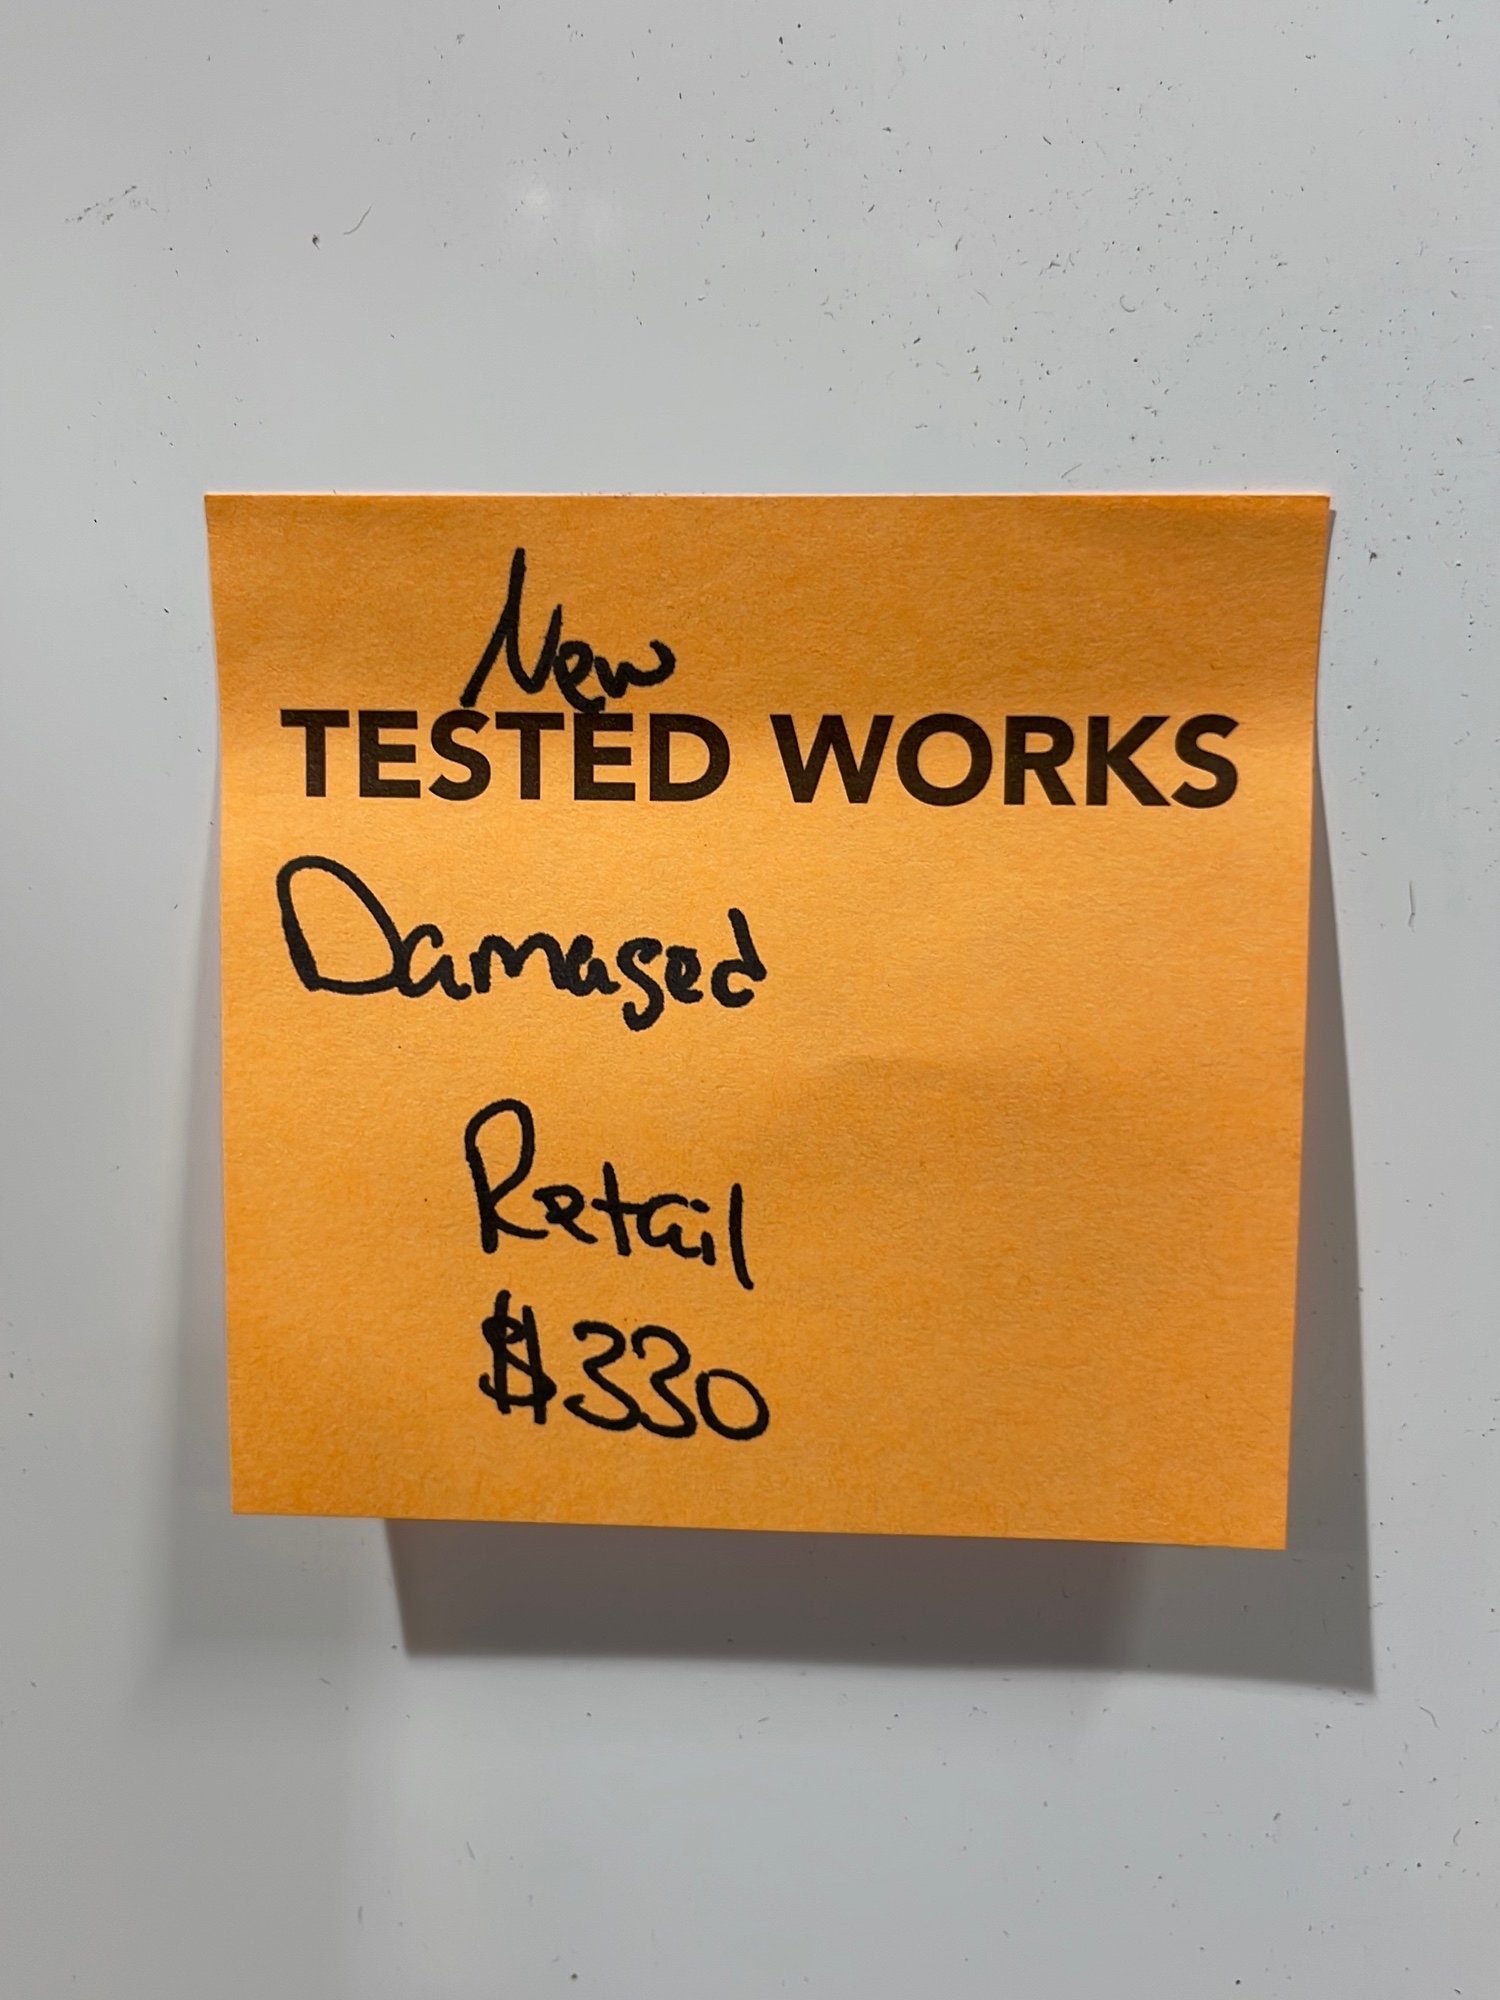 New
TESTED WORKS
Damaged
Retail
$330